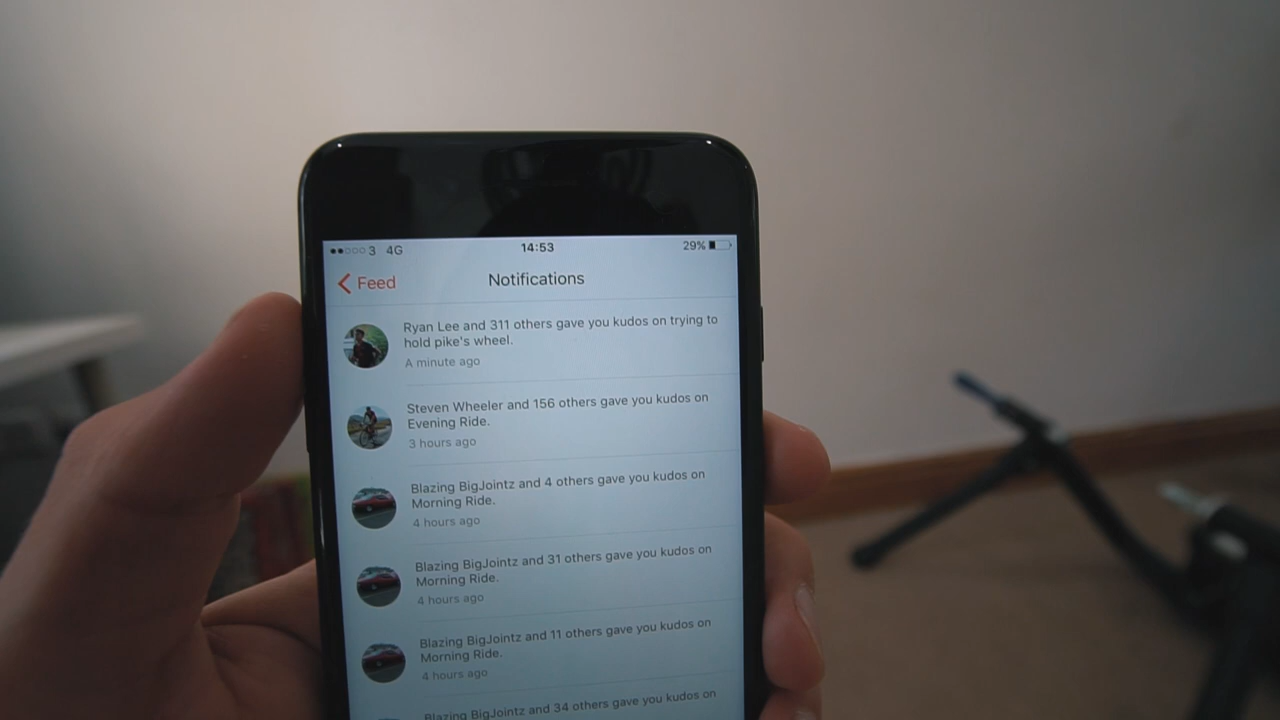 3 4G 14:53 29%
Feed Notifications
Ryan Lee and 311 others gave you kudos on trying to
hold pike's wheel.
A minute ago
Steven Wheeler and 156 others gave you kudos on
Evening Ride.
3 hours ago
Blazing BigJointz and 4 others gave you kudos on
Morning Ride.
4 hours ago
Blazing BigJointz and 31 others gave you kudos on
Morning Ride.
4 hours ago
Blazing BigJointz and 11 others gave you kudos on
Morning Ride.
4 hours ago
Blazing BigJointz and 34 others gave you kudos on